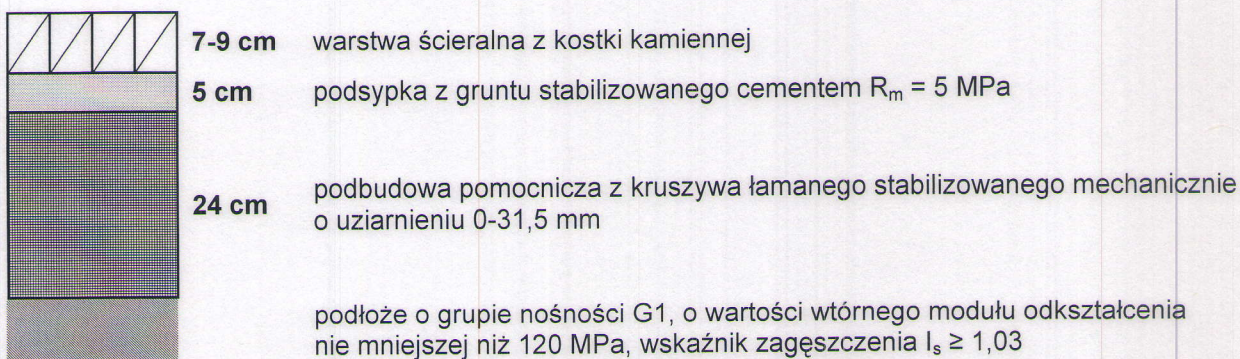 7-9 cm warstwa ścieralna z kostki kamiennej
5 cm podsypka z gruntu stabilizowanego cementem Rm = 5 MPa
24 cm podbudowa pomocnicza z kruszywa łamanego stabilizowanego mechanicznie
o uziarnieniu 0-31,5 mm
podłoże o grupie nośności G1, o wartości wtórnego modułu odkształcenia
nie mniejszej niż 120 MPa, wskaźnik zagęszczenia Is ≥ 1,03